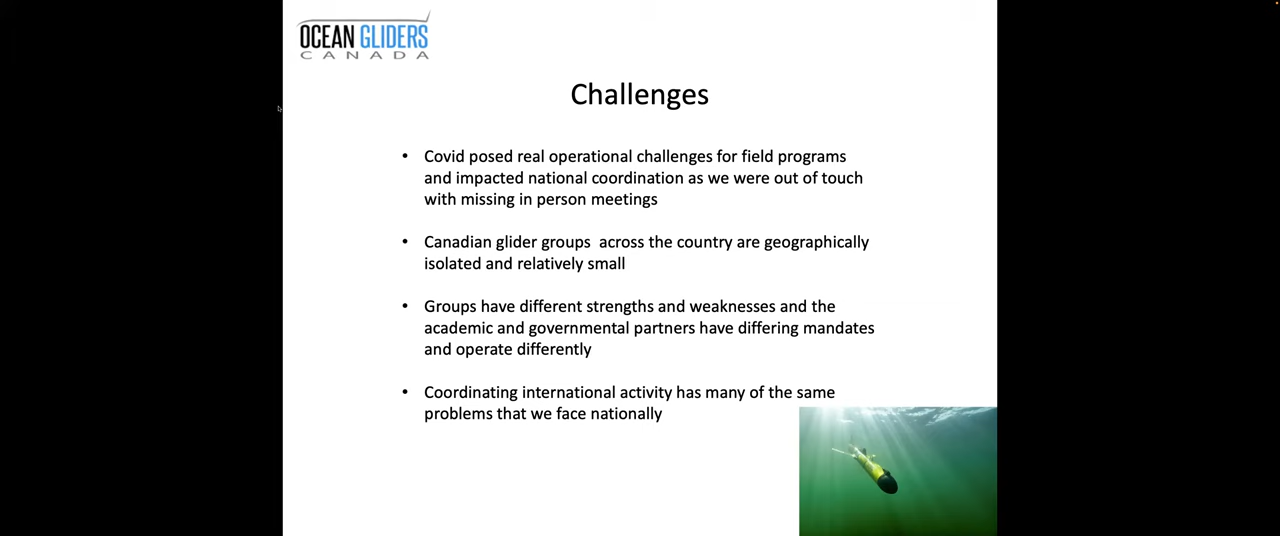 OCEAN GLIDERS
CANADA
Challenges
• Covid posed real operational challenges for field programs
and impacted national coordination as we were out of touch
with missing in person meetings
• Canadian glider groups  across the country are geographically
isolated and relatively small
• Groups have different strengths and weaknesses and the
academic and governmental partners have differing mandates
and operate differently
• Coordinating international activity has many of the same
problems that we face nationally